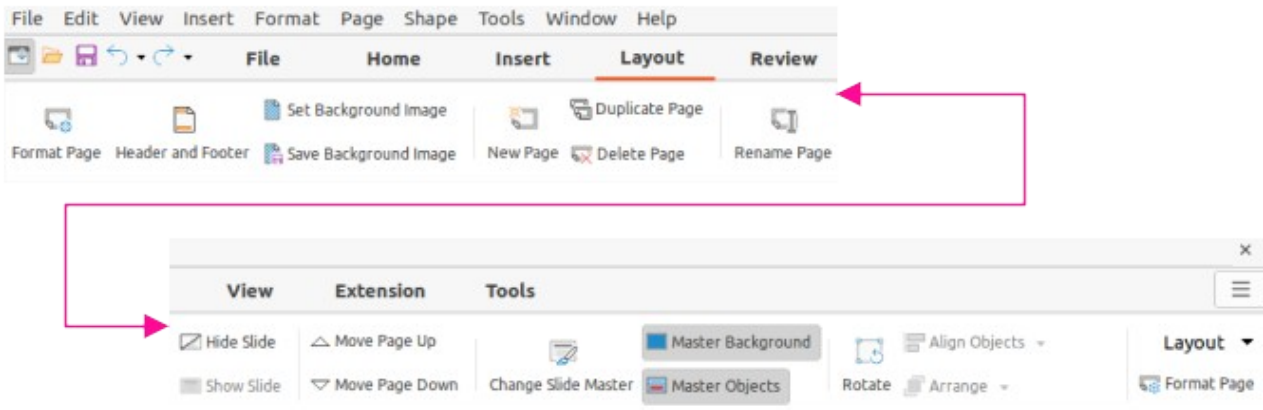 File Edit View Insert Format Page Shape Tools Window Help
File Home Insert Layout Review
Set Background Image Duplicate Page
Format Page Header and Footer Save Background Image New Page Delete Page Rename Page
View Extension Tools
Hide Slide Move Page Up Master Background Align Objects Layout
Show Slide Move Page Down Change Slide Master Master Objects Rotate Arrange Format Page